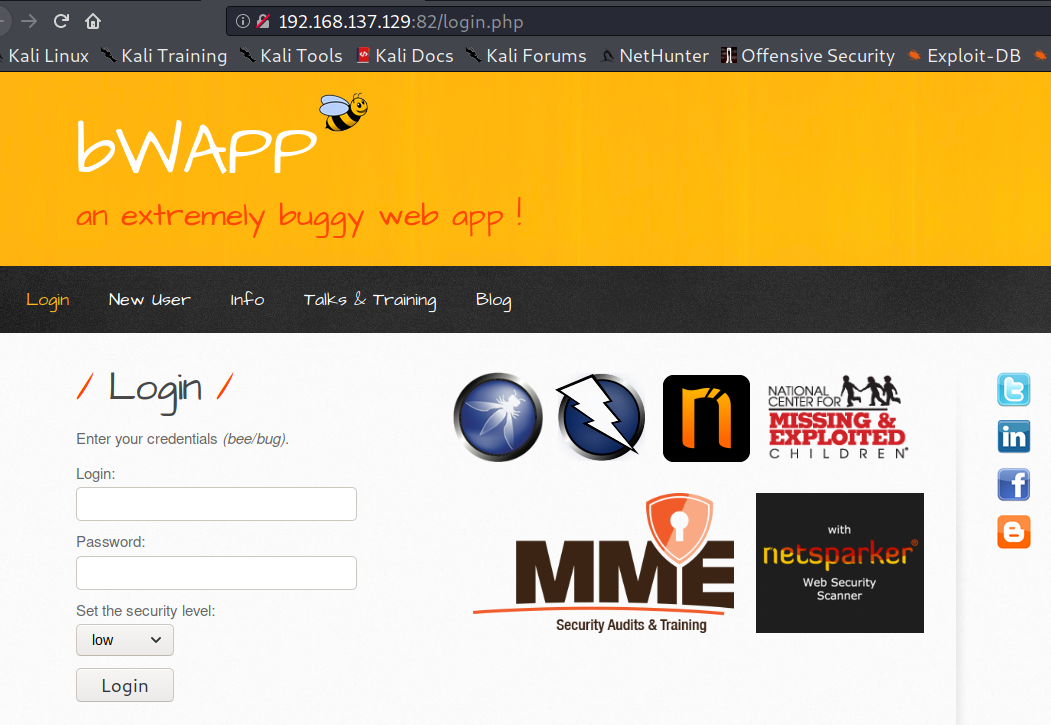 192.168.137.129:82/login.php
Kali Linux Kali Training Kali Tools Kali Docs Kali Forums NetHunter Offensive Security Exploit-DB
bWAPP
an extremely buggy web app !
Login New User Info Talks & Training Blog
/ Login /
Enter your credentials (bee/bug).
Login:
Password:
Set the security level:
low
Login
n
NATIONAL
CENTER FOR
MISSING &
EXPLOITED
CHILDREN®
MME
Security Audits & Training
with
netsparker®
Web Security
Scanner
t
in
f
B